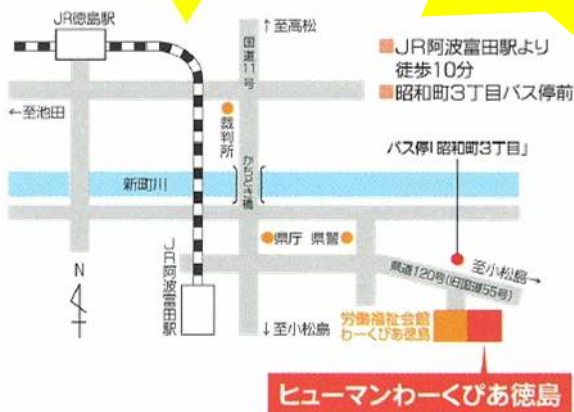 JR徳島駅
↑至高松
国道11号
■JR阿波富田駅より
徒歩10分
■昭和町3丁目バス停前
←至池田
裁判所
バス停「昭和町3丁目」
新町川
かちどき橋
県庁 県警
JR阿波富田駅
N
至小松島→
県道120号(旧国道55号)
労働福祉会館
わーくぴあ徳島
↓至小松島
ヒューマンわーくぴあ徳島